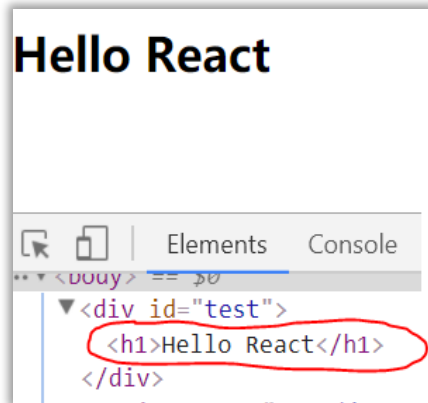 Hello React
Elements Console
<body> == $0
<div id="test">
<h1>Hello React</h1>
</div>